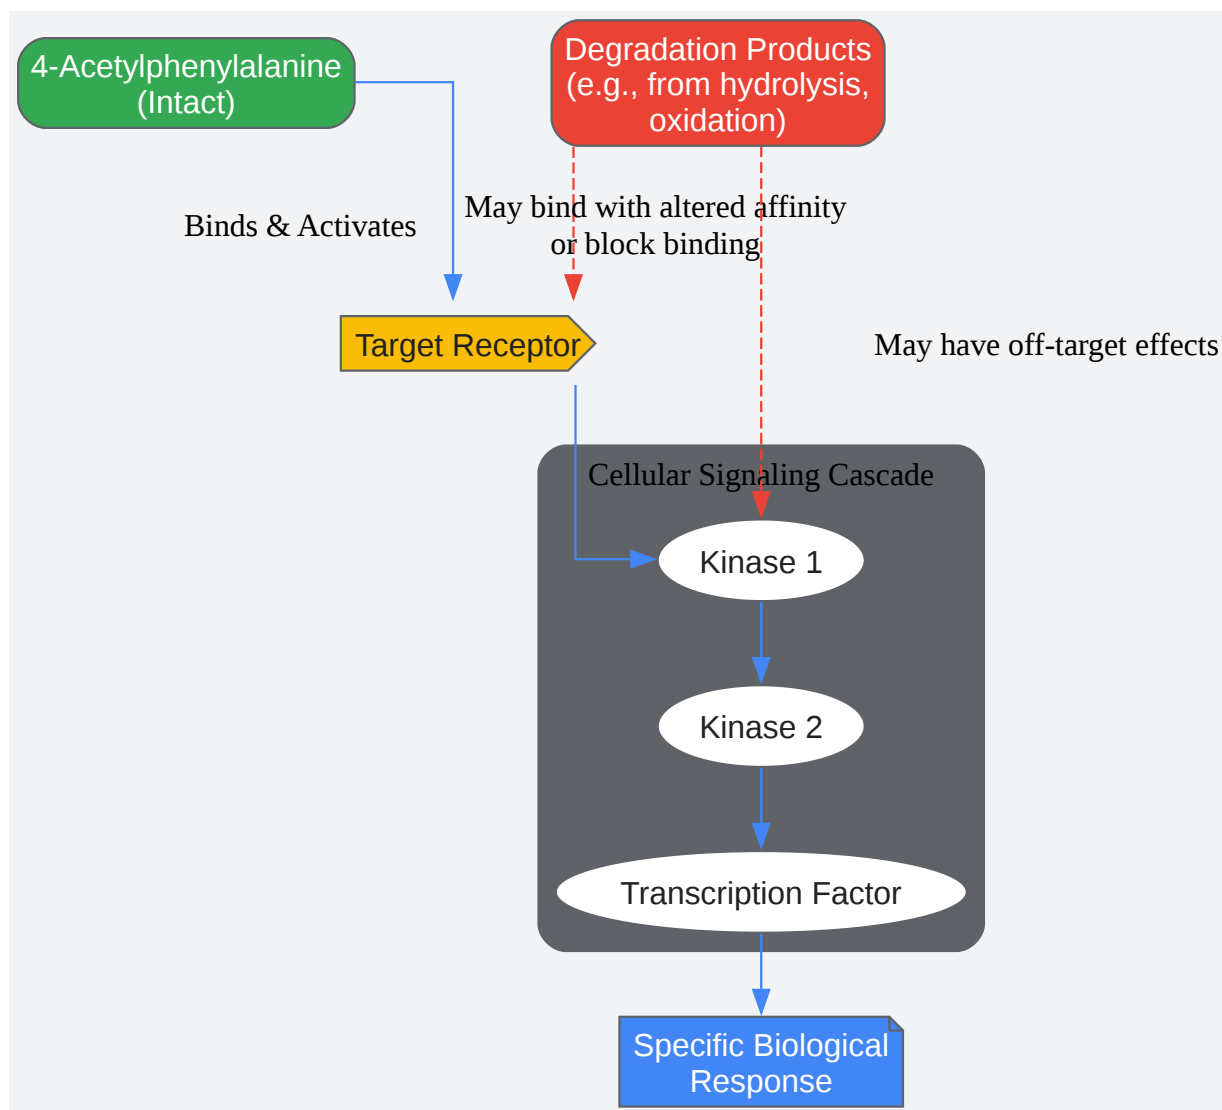 4-Acetylphenylalanine
(Intact)
Degradation Products
(e.g., from hydrolysis,
oxidation)
Binds & Activates
May bind with altered affinity
or block binding
Target Receptor
May have off-target effects
Cellular Signaling Cascade
Kinase 1
Kinase 2
Transcription Factor
Specific Biological
Response